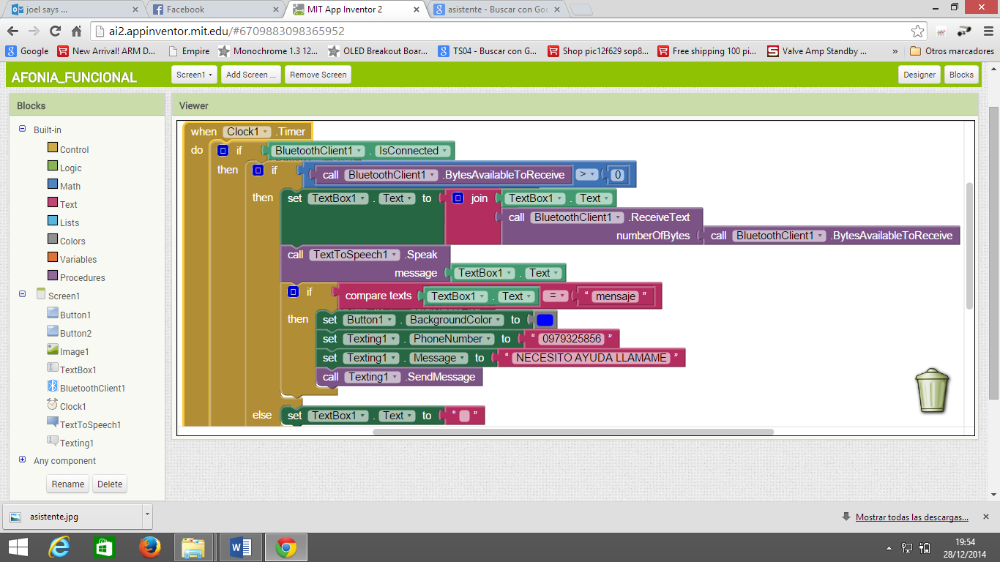 joel says ...
Facebook
MIT App Inventor 2
asistente - Buscar con Goo
ai2.appinventor.mit.edu/#6709883098365952
Google New Arrival! ARM D... Empire Monochrome 1.3 12... OLED Breakout Boar... TS04 - Buscar con G... Shop pic12f629 sop8... Free shipping 100 pi... Valve Amp Standby ... » Otros marcadores
AFONIA_FUNCIONAL Screen1 Add Screen ... Remove Screen Designer Blocks
Blocks
Built-in
Control
Logic
Math
Text
Lists
Colors
Variables
Procedures
Screen1
Button1
Button2
Image1
TextBox1
BluetoothClient1
Clock1
TextToSpeech1
Texting1
Any component
Rename Delete
Viewer
when Clock1 .Timer
do if BluetoothClient1 . IsConnected
then if call BluetoothClient1 .BytesAvailableToReceive > 0
then set TextBox1 . Text to join TextBox1 . Text
call BluetoothClient1 .ReceiveText
numberOfBytes call BluetoothClient1 .BytesAvailableToReceive
call TextToSpeech1 .Speak
message TextBox1 . Text
if compare texts TextBox1 . Text = “ mensaje ”
then set Button1 . BackgroundColor to
set Texting1 . PhoneNumber to “ 0979325856 ”
set Texting1 . Message to “ NECESITO AYUDA LLAMAME ”
call Texting1 .SendMessage
else set TextBox1 . Text to “ ”
asistente.jpg
Mostrar todas las descargas...
19:54
28/12/2014